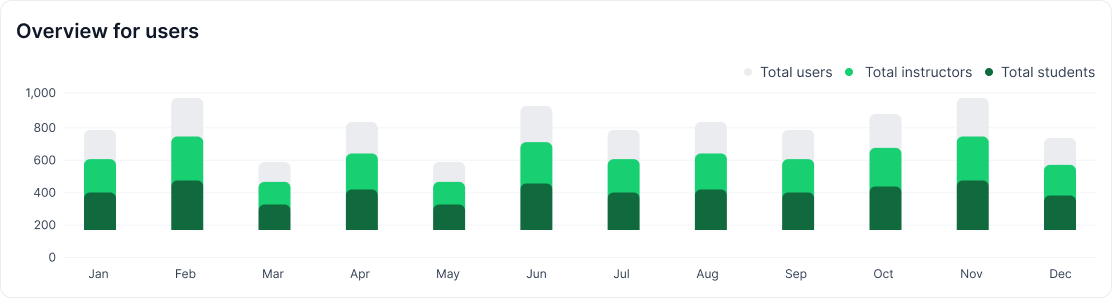 Overview for users
Total users Total instructors Total students
1,000
800
600
400
200
0
Jan Feb Mar Apr May Jun Jul Aug Sep Oct Nov Dec